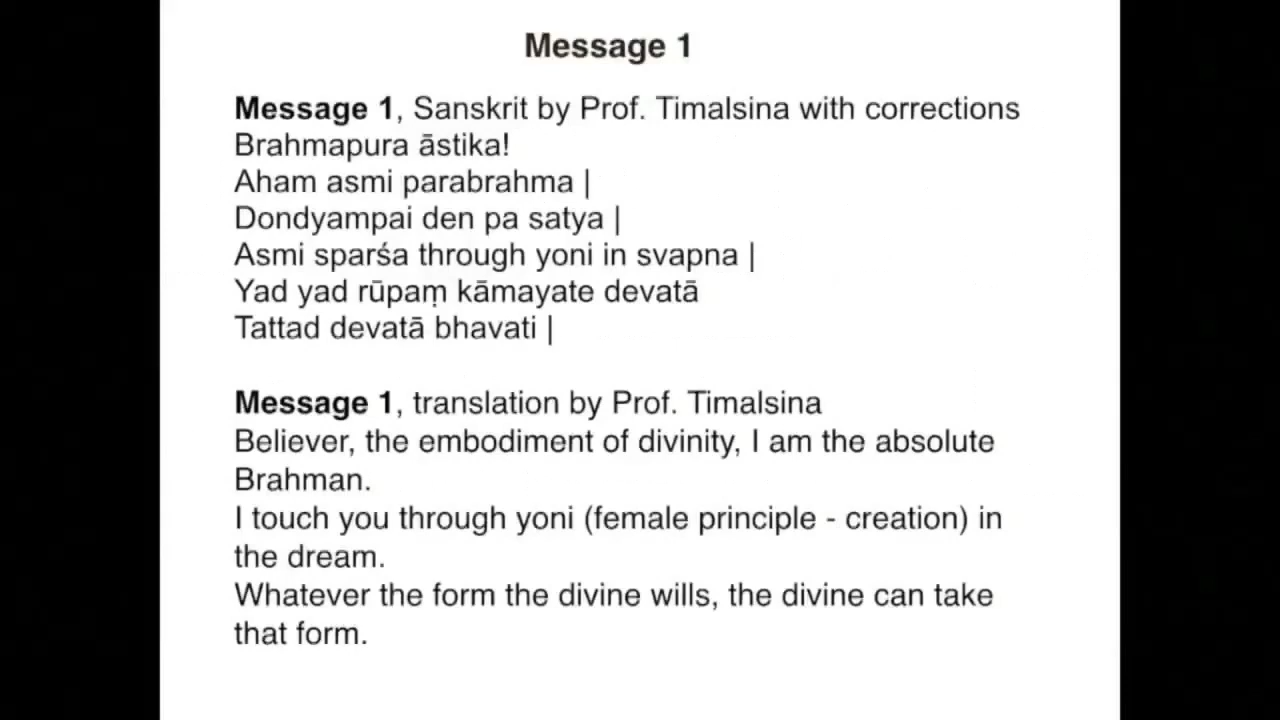 Message 1
Message 1, Sanskrit by Prof. Timalsina with corrections
Brahmapura āstika!
Aham asmi parabrahma |
Dondyampai den pa satya |
Asmi sparśa through yoni in svapna |
Yad yad rūpaṃ kāmayate devatā
Tattad devatā bhavati |
Message 1, translation by Prof. Timalsina
Believer, the embodiment of divinity, I am the absolute
Brahman.
I touch you through yoni (female principle - creation) in
the dream.
Whatever the form the divine wills, the divine can take
that form.